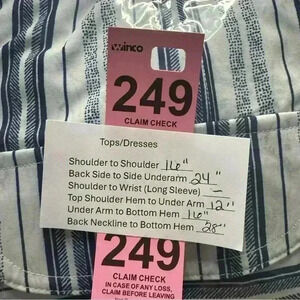 winco
249
CLAIM CHECK
Tops/Dresses
Shoulder to Shoulder 16"
Back Side to Side Underarm 24"
Shoulder to Wrist (Long Sleeve) —
Top Shoulder Hem to Under Arm 12"
Under Arm to Bottom Hem 16"
Back Neckline to Bottom Hem 28"
249
CLAIM CHECK
IN CASE OF ANY LOSS,
CLAIM BEFORE LEAVING